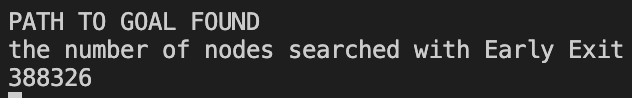 PATH TO GOAL FOUND
the number of nodes searched with Early Exit
388326